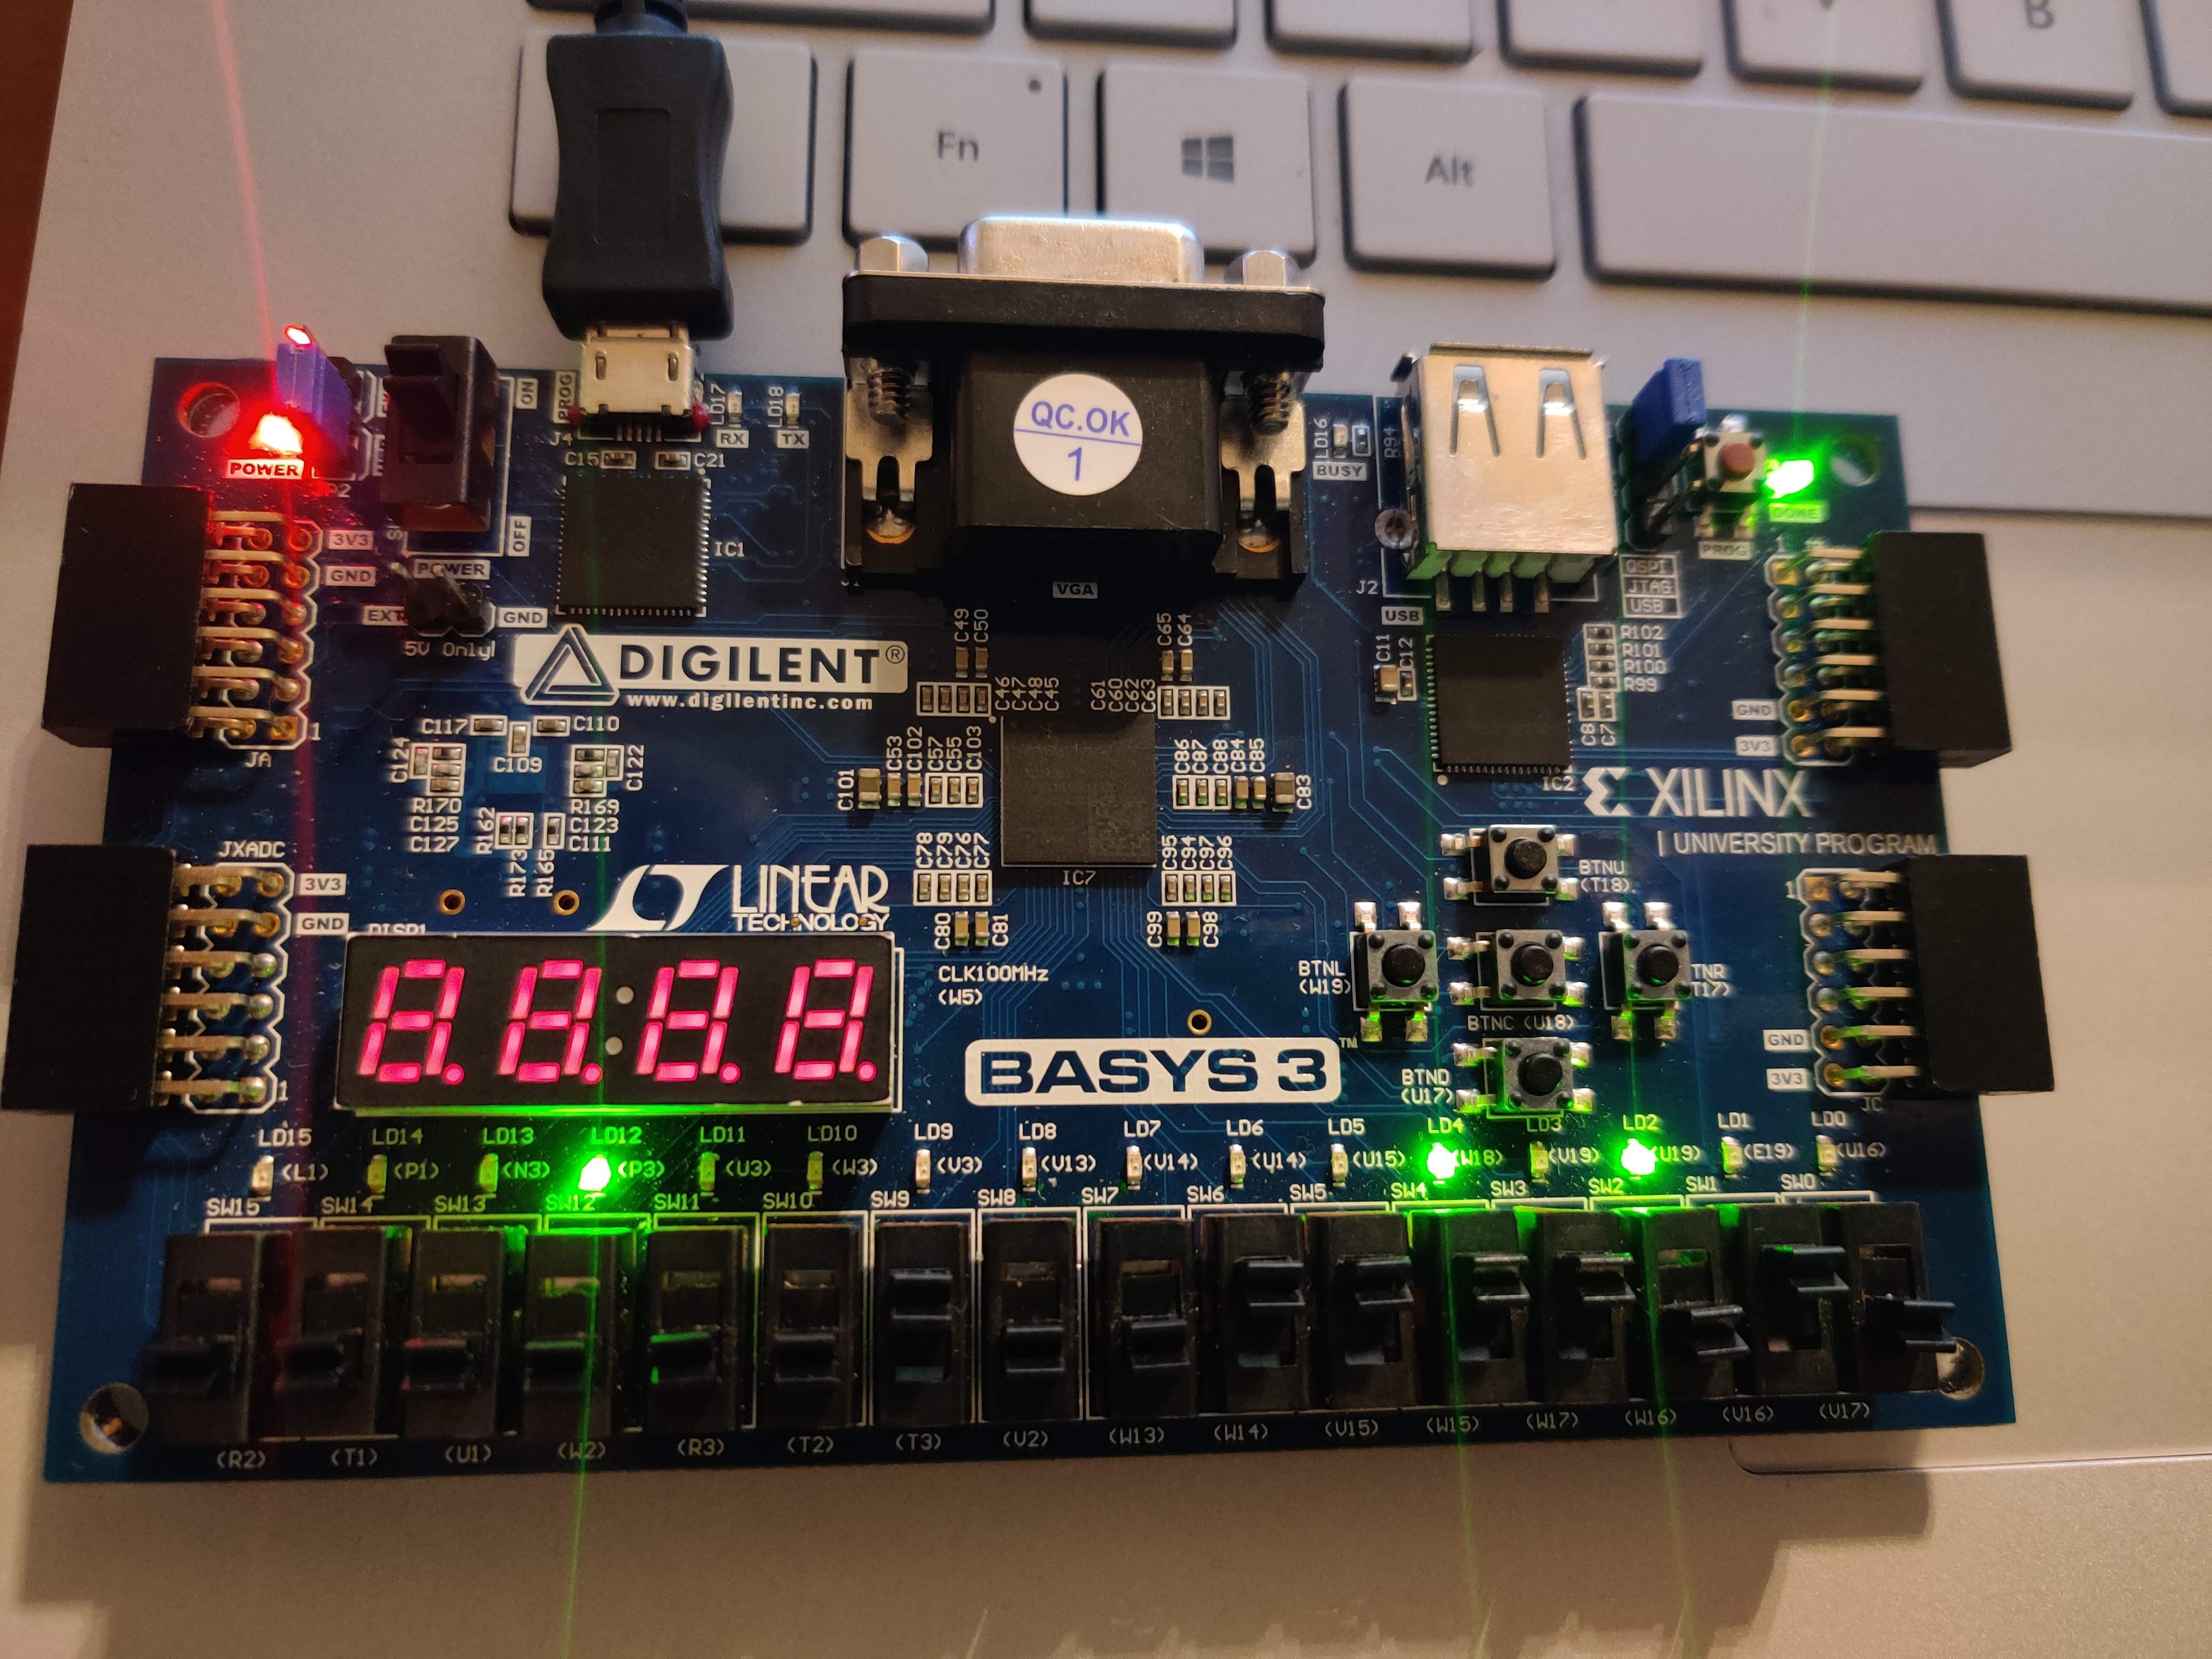 B
Fn
Alt
QC.OK
1
ON
PROG
LD17
LD18
J4
RX
TX
LD16
BUSY
R94
POWER
C15
C21
DONE
PROG
3V3
OFF
IC1
GND
POWER
EXT
GND
5V Only!
VGA
J2
USB
QSPI
JTAG
USB
DIGILENT®
www.digilentinc.com
C49
C50
C65
C64
C11
C12
R102
R101
R100
R99
C46
C47
C48
C45
C61
C60
C62
C63
C8
C7
GND
3V3
1
JA
C117
C110
C124
C109
C122
R170
C125
C127
R162
R173
R165
R169
C123
C111
C101
C53
C102
C57
C55
C103
C86
C87
C88
C84
C85
C83
IC2
XILINX
UNIVERSITY PROGRAM
JXADC
3V3
GND
LINEAR
TECHNOLOGY
C78
C79
C76
C77
IC7
C95
C94
C97
C96
C80
C81
C99
C98
BTNU
(T18)
1
DISP1
8.8.8.8.
CLK100MHz
(W5)
BTNL
(W19)
TNR
T17)
BTNC (U18)
GND
3V3
JC
1
BASYS 3™
BTND
(U17)
LD15
LD14
LD13
LD12
LD11
LD10
LD9
LD8
LD7
LD6
LD5
LD4
LD3
LD2
LD1
LD0
(L1)
(P1)
(N3)
(P3)
(U3)
(W3)
(V3)
(V13)
(V14)
(U14)
(U15)
(W18)
(V19)
(U19)
(E19)
(U16)
SW15
SW14
SW13
SW12
SW11
SW10
SW9
SW8
SW7
SW6
SW5
SW4
SW3
SW2
SW1
SW0
(R2)
(T1)
(U1)
(W2)
(R3)
(T2)
(T3)
(V2)
(W13)
(W14)
(V15)
(W15)
(W17)
(W16)
(V16)
(V17)